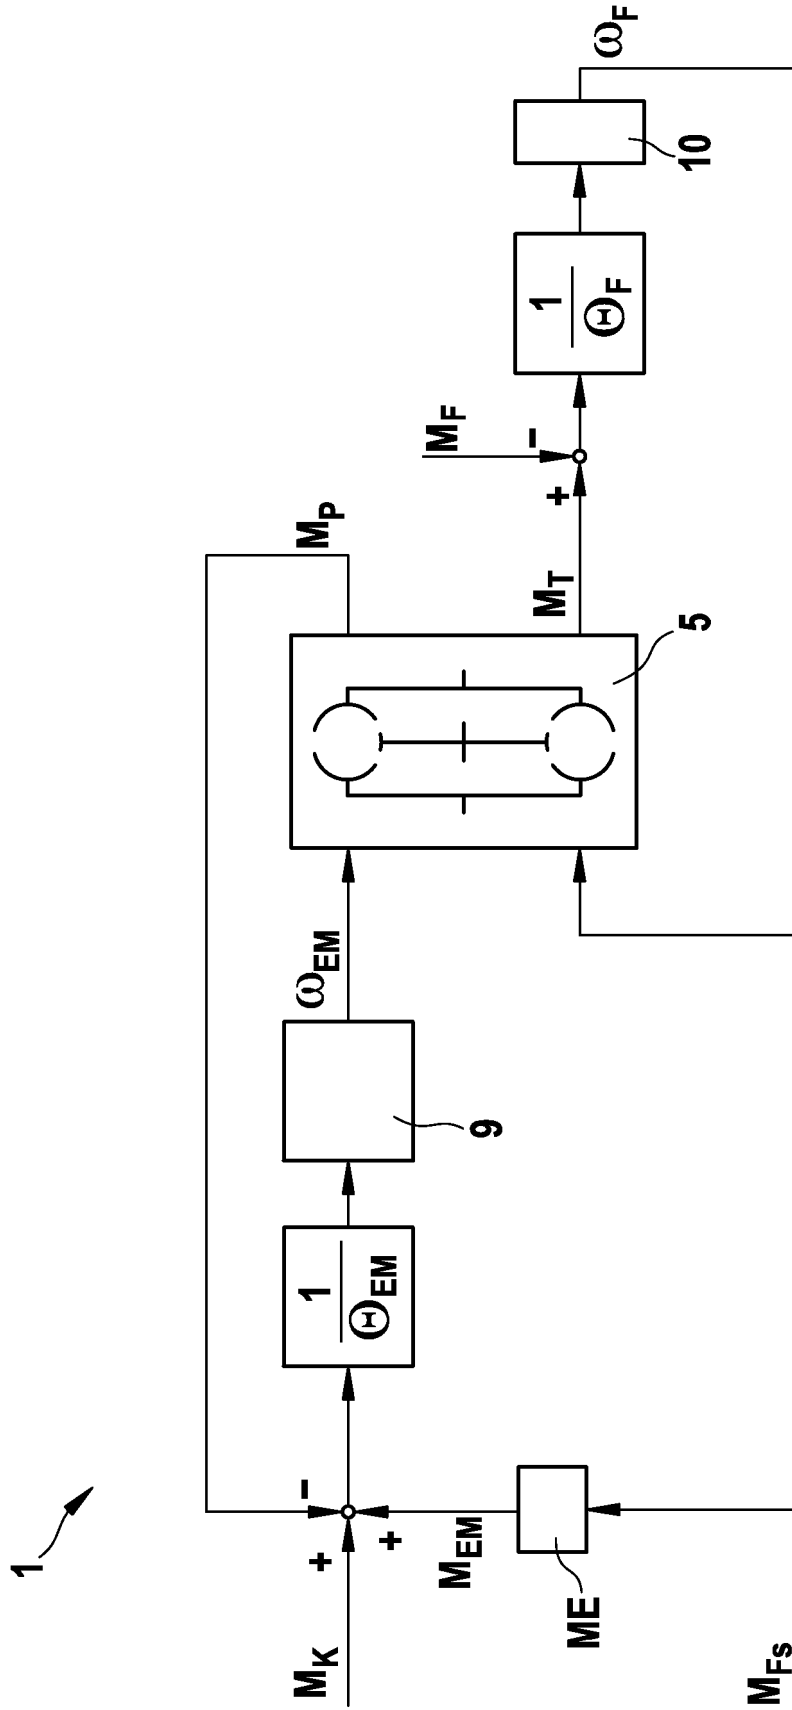 1
M_P
M_K
+
-
+
1
Θ_EM
9
ω_EM
5
M_EM
ME
M_T
+
M_F
-
1
Θ_F
10
ω_F
M_Fs